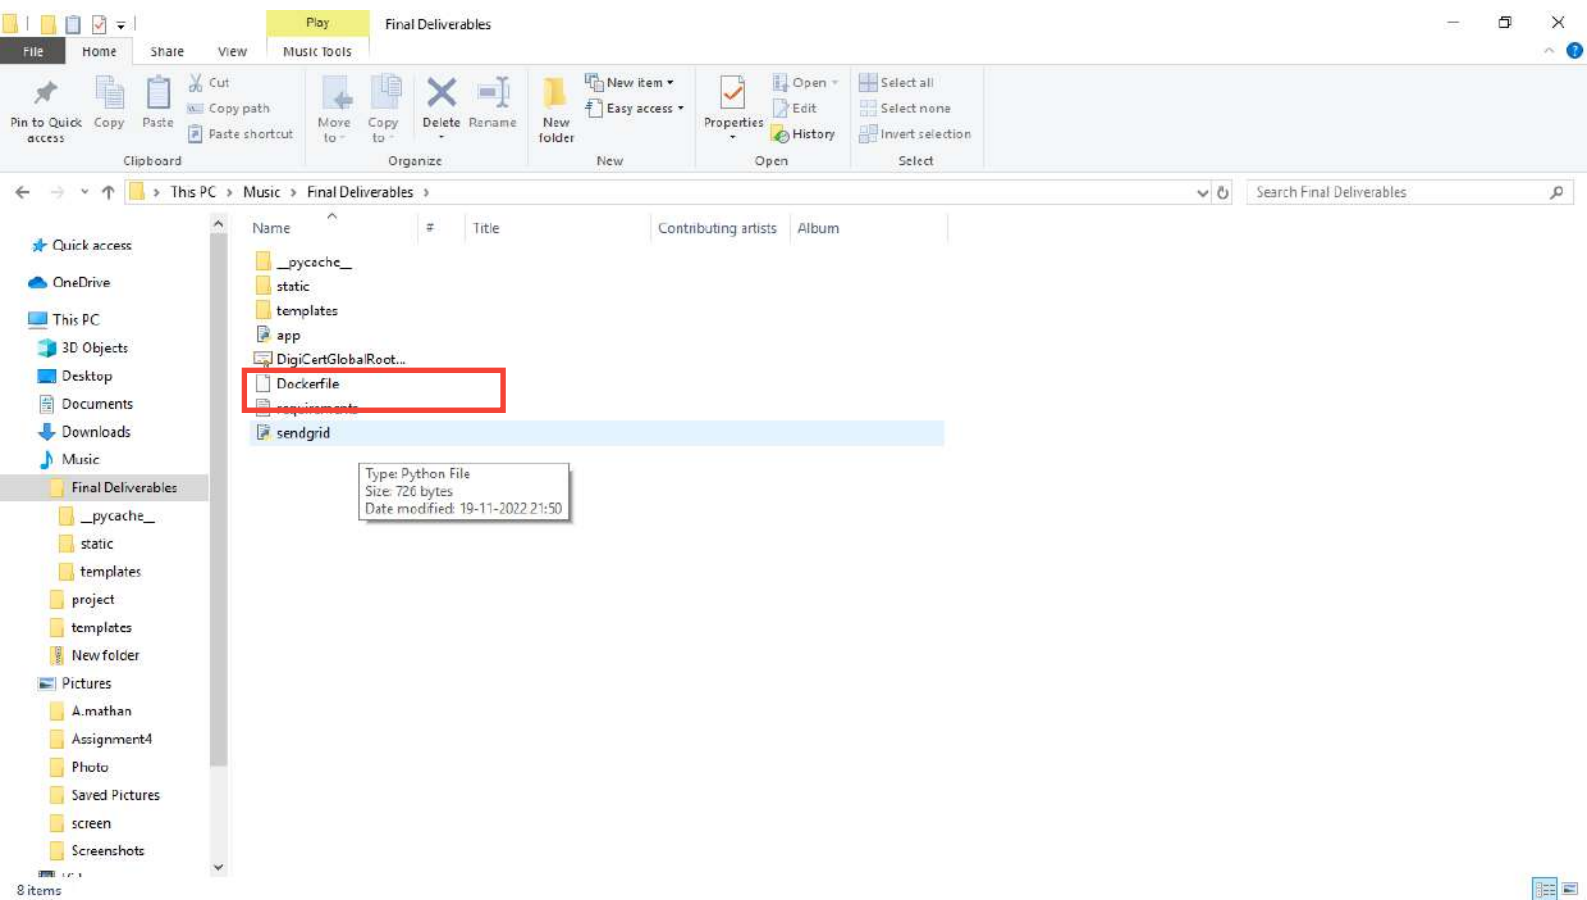 Play
Final Deliverables
File
Home
Share
View
Music Tools
Pin to Quick access
Copy
Paste
Cut
Copy path
Paste shortcut
Clipboard
Move to
Copy to
Delete
Rename
Organize
New folder
New item
Easy access
New
Properties
Open
Edit
History
Open
Select all
Select none
Invert selection
Select
This PC > Music > Final Deliverables >
Search Final Deliverables
Quick access
OneDrive
This PC
3D Objects
Desktop
Documents
Downloads
Music
Final Deliverables
__pycache__
static
templates
project
templates
New folder
Pictures
A.mathan
Assignment4
Photo
Saved Pictures
screen
Screenshots
Name
#
Title
Contributing artists
Album
__pycache__
static
templates
app
DigiCertGlobalRoot...
Dockerfile
requirements
sendgrid
Type: Python File
Size: 726 bytes
Date modified: 19-11-2022 21:50
8 items